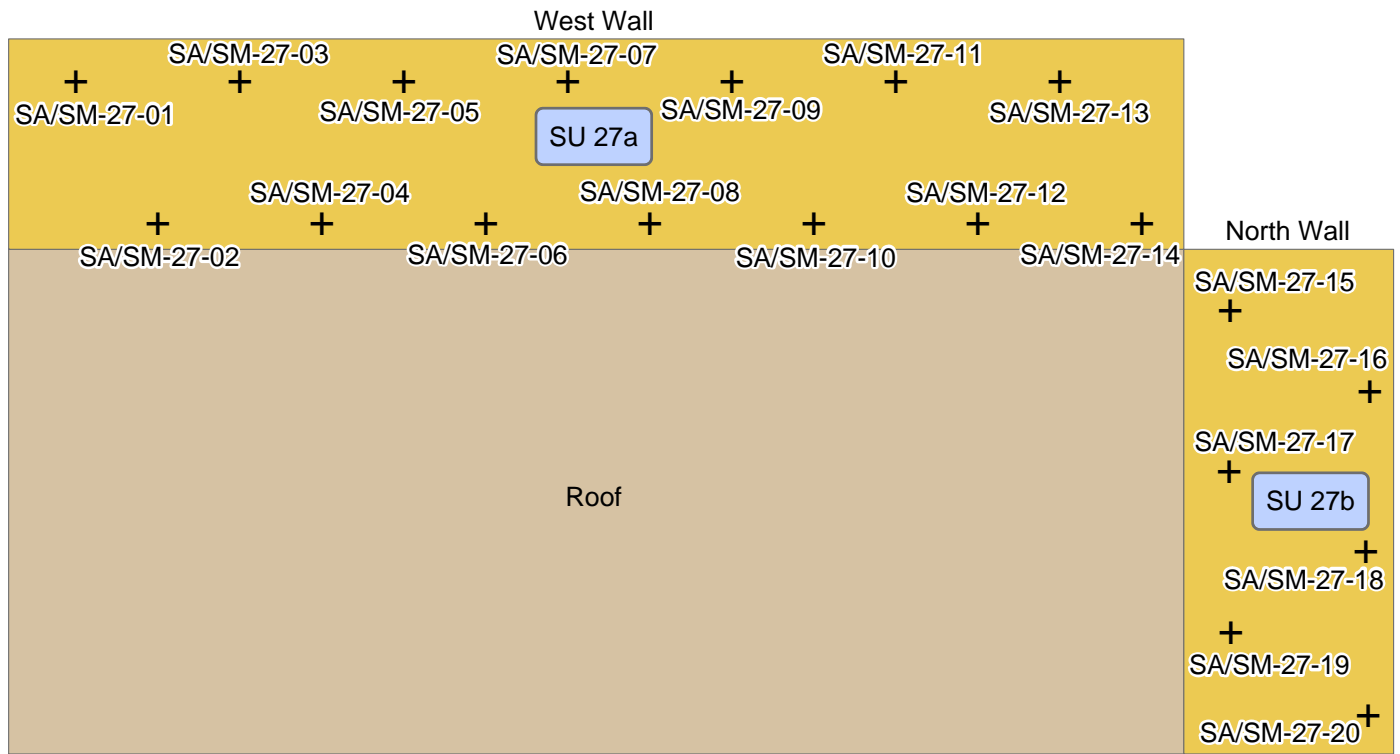 West Wall
SA/SM-27-03
SA/SM-27-07
SA/SM-27-11
SA/SM-27-01
SA/SM-27-05
SA/SM-27-09
SA/SM-27-13
SU 27a
SA/SM-27-04
SA/SM-27-08
SA/SM-27-12
SA/SM-27-02
SA/SM-27-06
SA/SM-27-10
SA/SM-27-14
North Wall
SA/SM-27-15
SA/SM-27-16
SA/SM-27-17
Roof
SU 27b
SA/SM-27-18
SA/SM-27-19
SA/SM-27-20